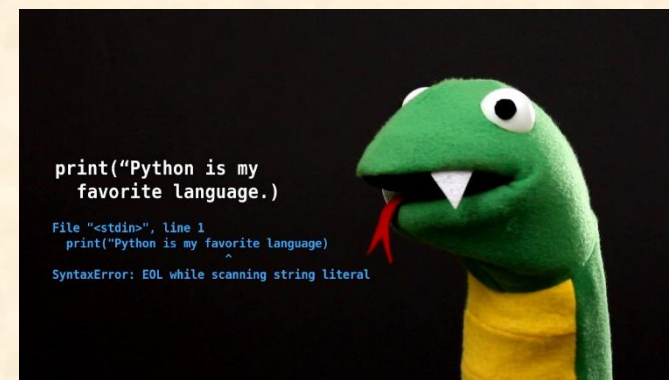 print(“Python is my
favorite language.)
File "<stdin>", line 1
print("Python is my favorite language)
^
SyntaxError: EOL while scanning string literal